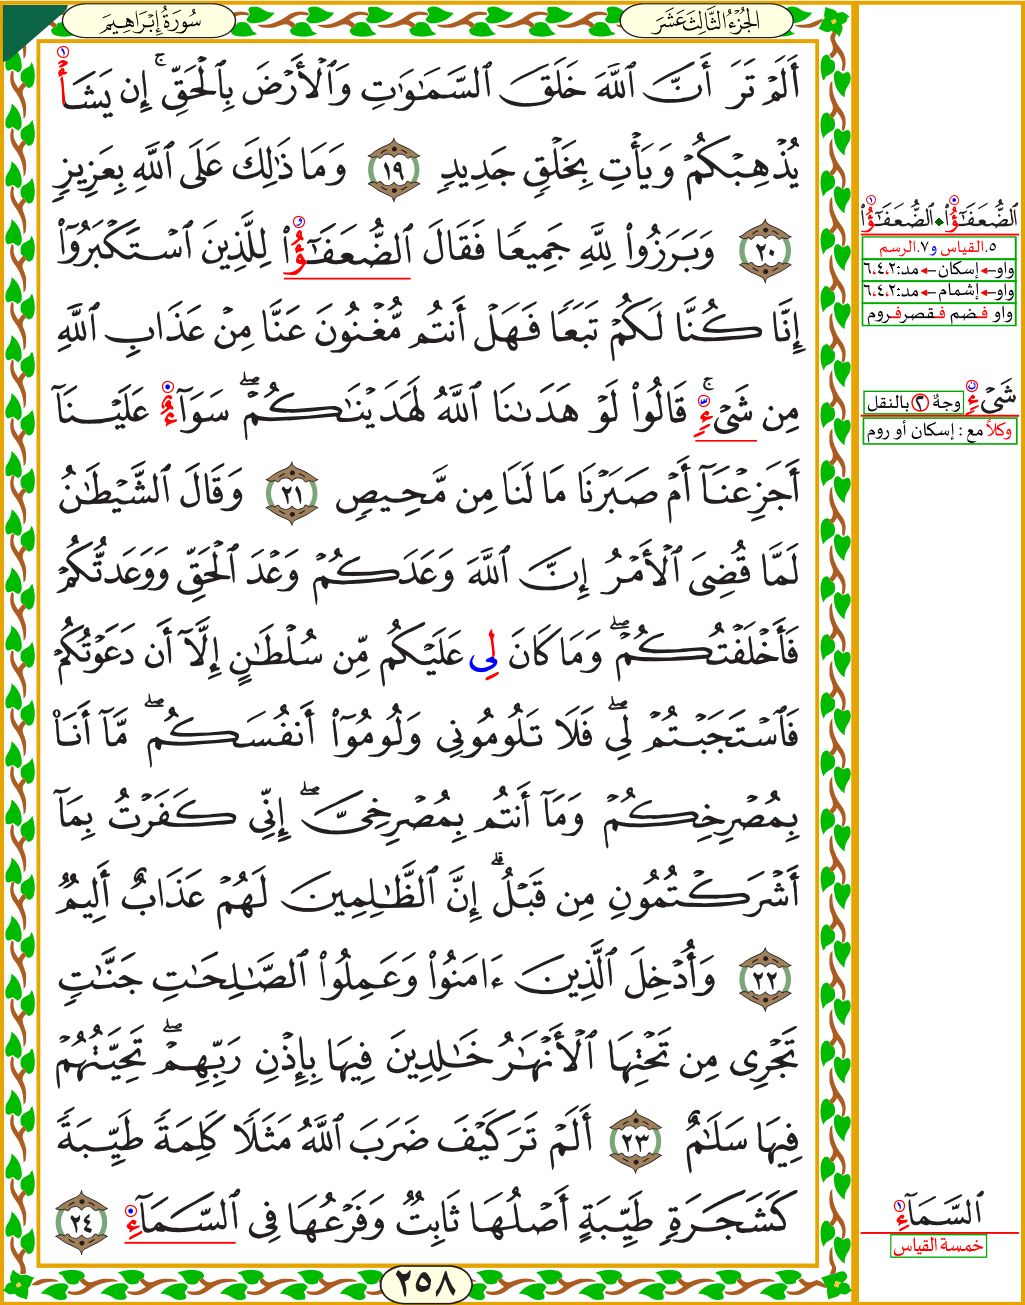 سُورَةُ إِبْرَاهِيمَ
الجُزْءُ الثَّالِثَ عَشَرَ
أَلَمْ تَرَ أَنَّ ٱللَّهَ خَلَقَ ٱلسَّمَٰوَٰتِ وَٱلْأَرْضَ بِٱلْحَقِّ ۚ إِن يَشَأْ
يُذْهِبْكُمْ وَيَأْتِ بِخَلْقٍ جَدِيدٍ ١٩ وَمَا ذَٰلِكَ عَلَى ٱللَّهِ بِعَزِيزٍ
٢٠ وَبَرَزُوا۟ لِلَّهِ جَمِيعًا فَقَالَ ٱلضُّعَفَٰٓؤُا۟ لِلَّذِينَ ٱسْتَكْبَرُوٓا۟
إِنَّا كُنَّا لَكُمْ تَبَعًا فَهَلْ أَنتُم مُّغْنُونَ عَنَّا مِنْ عَذَابِ ٱللَّهِ
مِن شَىْءٍ ۚ قَالُوا۟ لَوْ هَدَىٰنَا ٱللَّهُ لَهَدَيْنَٰكُمْ ۖ سَوَآءٌ عَلَيْنَآ
أَجَزِعْنَآ أَمْ صَبَرْنَا مَا لَنَا مِن مَّحِيصٍ ٢١ وَقَالَ ٱلشَّيْطَٰنُ
لَمَّا قُضِىَ ٱلْأَمْرُ إِنَّ ٱللَّهَ وَعَدَكُمْ وَعْدَ ٱلْحَقِّ وَوَعَدتُّكُمْ
فَأَخْلَفْتُكُمْ ۖ وَمَا كَانَ لِى عَلَيْكُم مِّن سُلْطَٰنٍ إِلَّآ أَن دَعَوْتُكُمْ
فَٱسْتَجَبْتُمْ لِى ۖ فَلَا تَلُومُونِى وَلُومُوٓا۟ أَنفُسَكُم ۖ مَّآ أَنَا۠
بِمُصْرِخِكُمْ وَمَآ أَنتُم بِمُصْرِخِىَّ ۖ إِنِّى كَفَرْتُ بِمَآ
أَشْرَكْتُمُونِ مِن قَبْلُ ۗ إِنَّ ٱلظَّٰلِمِينَ لَهُمْ عَذَابٌ أَلِيمٌ
٢٢ وَأُدْخِلَ ٱلَّذِينَ ءَامَنُوا۟ وَعَمِلُوا۟ ٱلصَّٰلِحَٰتِ جَنَّٰتٍ
تَجْرِى مِن تَحْتِهَا ٱلْأَنْهَٰرُ خَٰلِدِينَ فِيهَا بِإِذْنِ رَبِّهِمْ ۖ تَحِيَّتُهُمْ
فِيهَا سَلَٰمٌ ٢٣ أَلَمْ تَرَ كَيْفَ ضَرَبَ ٱللَّهُ مَثَلًا كَلِمَةً طَيِّبَةً
كَشَجَرَةٍ طَيِّبَةٍ أَصْلُهَا ثَابِتٌ وَفَرْعُهَا فِى ٱلسَّمَآءِ ٢٤
٢٥٨
ٱلضُّعَفَٰٓؤُا۟ • ٱلضُّعَفَٰٓؤُا۟
٥.القياس و٧.الرسم
واو←إسكان←مد:٦،٤،٢
واو←إشمام←مد:٦،٤،٢
واو فضم فقصرفروم
شَىْءٍ وجهٌ ٢ بالنقل
وكلاً مع : إسكان أو روم
ٱلسَّمَآءِ
خمسة القياس